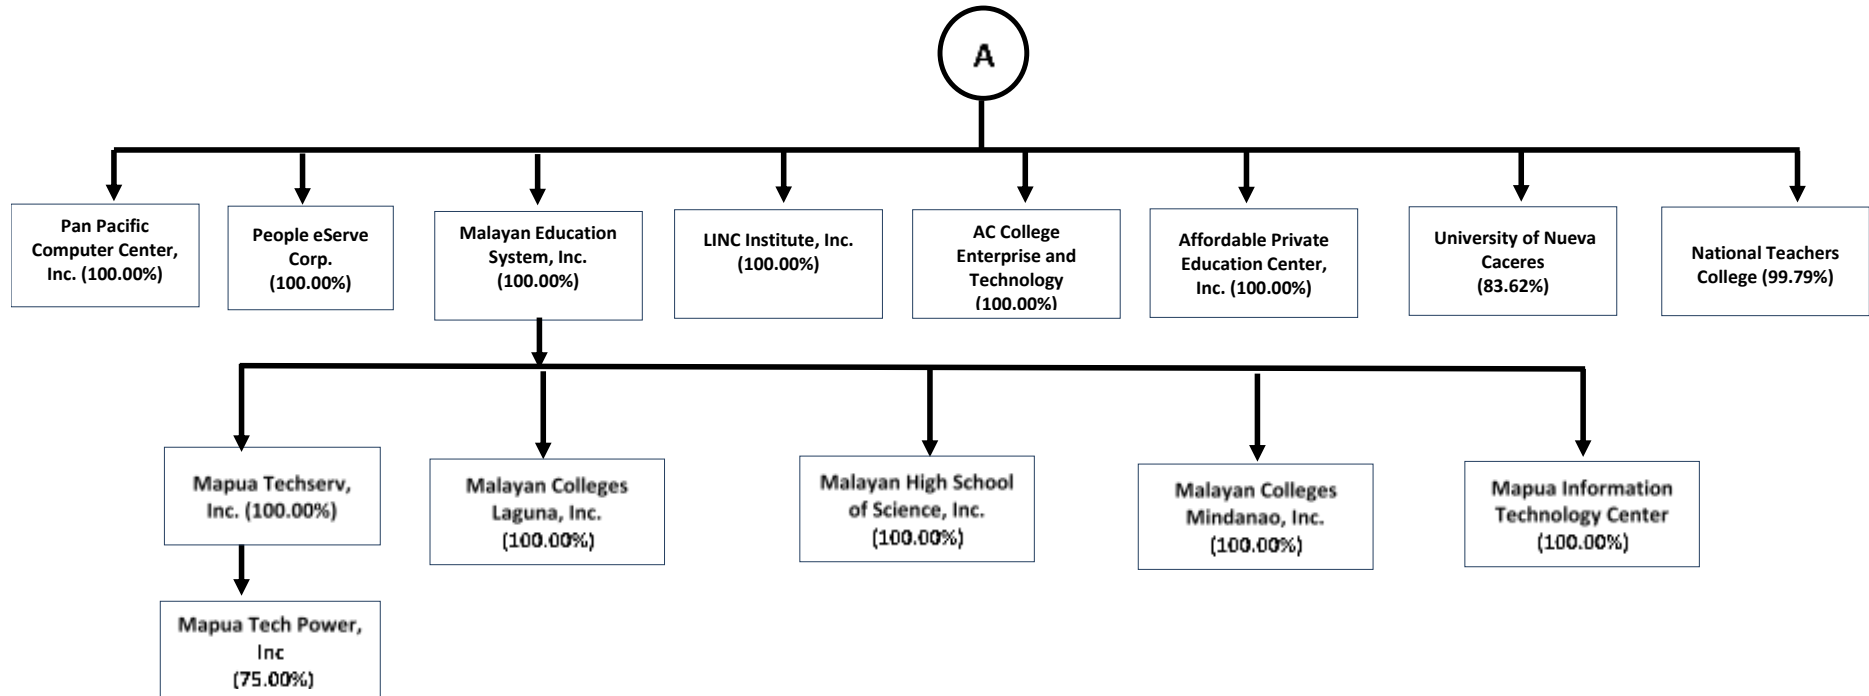 A
Pan Pacific
Computer Center,
Inc. (100.00%)
People eServe
Corp.
(100.00%)
Malayan Education
System, Inc.
(100.00%)
LINC Institute, Inc.
(100.00%)
AC College
Enterprise and
Technology
(100.00%)
Affordable Private
Education Center,
Inc. (100.00%)
University of Nueva
Caceres
(83.62%)
National Teachers
College (99.79%)
Mapua Techserv,
Inc. (100.00%)
Malayan Colleges
Laguna, Inc.
(100.00%)
Malayan High School
of Science, Inc.
(100.00%)
Malayan Colleges
Mindanao, Inc.
(100.00%)
Mapua Information
Technology Center
(100.00%)
Mapua Tech Power,
Inc
(75.00%)